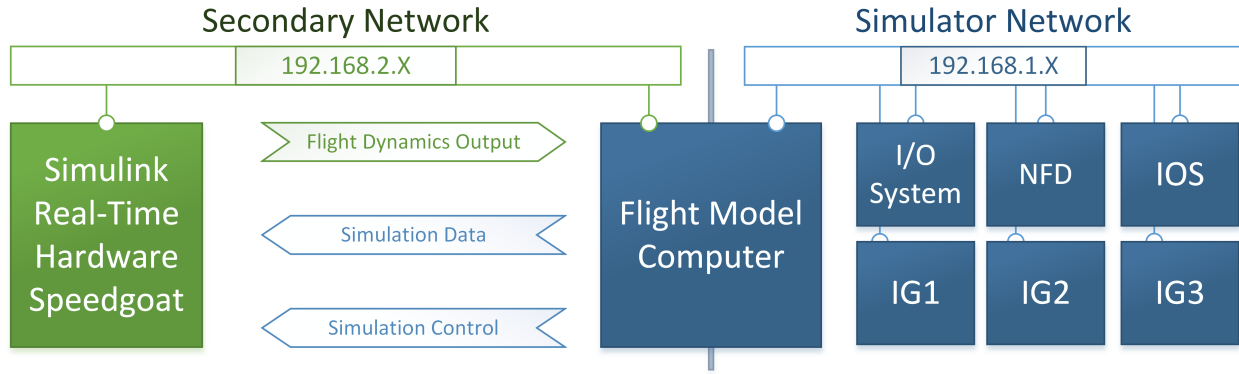 Secondary Network
Simulator Network
192.168.2.X
192.168.1.X
Simulink
Real-Time
Hardware
Speedgoat
Flight Dynamics Output
Simulation Data
Simulation Control
Flight Model
Computer
I/O
System
NFD
IOS
IG1
IG2
IG3